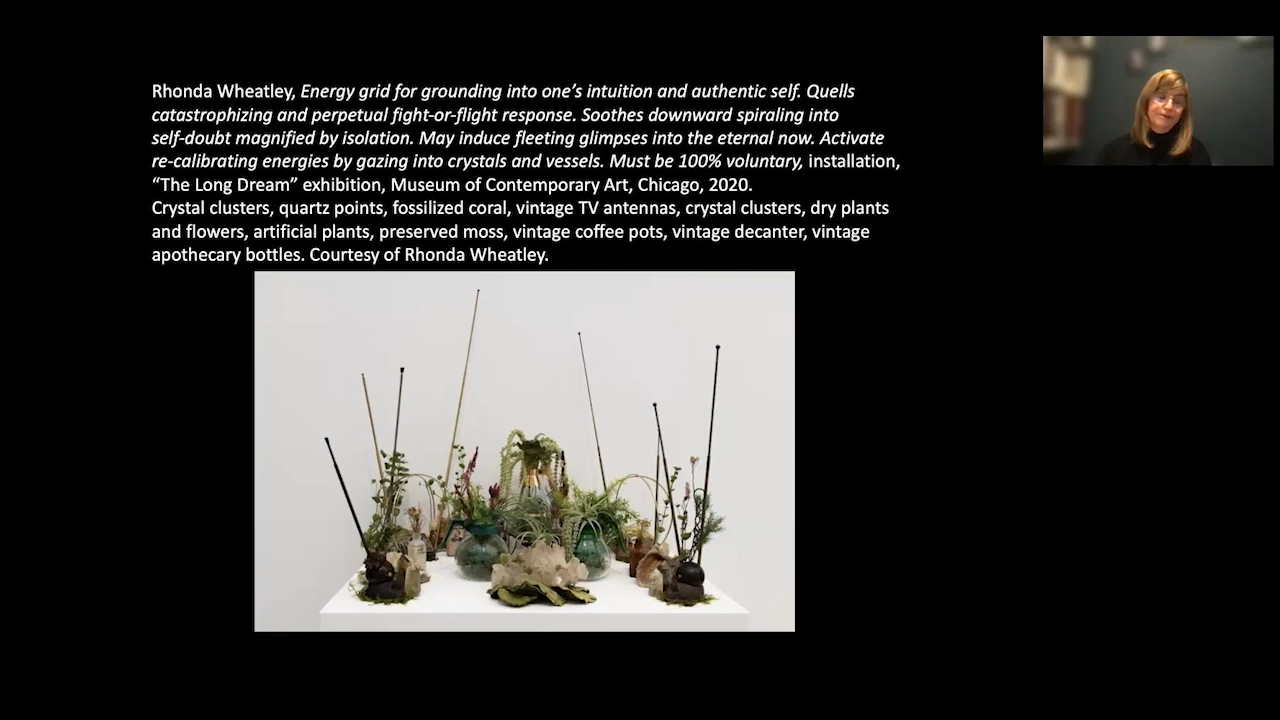 Rhonda Wheatley, Energy grid for grounding into one’s intuition and authentic self. Quells
catastrophizing and perpetual fight-or-flight response. Soothes downward spiraling into
self-doubt magnified by isolation. May induce fleeting glimpses into the eternal now. Activate
re-calibrating energies by gazing into crystals and vessels. Must be 100% voluntary, installation,
“The Long Dream” exhibition, Museum of Contemporary Art, Chicago, 2020.
Crystal clusters, quartz points, fossilized coral, vintage TV antennas, crystal clusters, dry plants
and flowers, artificial plants, preserved moss, vintage coffee pots, vintage decanter, vintage
apothecary bottles. Courtesy of Rhonda Wheatley.